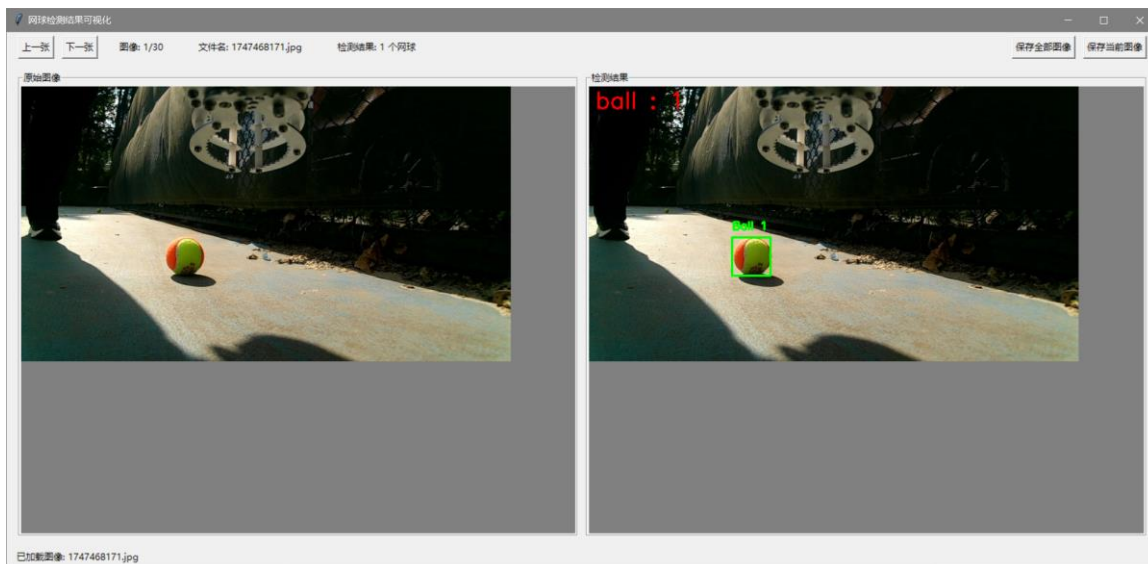 网球检测结果可视化
上一张 下一张 图像: 1/30 文件名: 1747468171.jpg 检测结果: 1 个网球 保存全部图像 保存当前图像
原始图像 检测结果
ball : 1
Ball 1
已加载图像: 1747468171.jpg